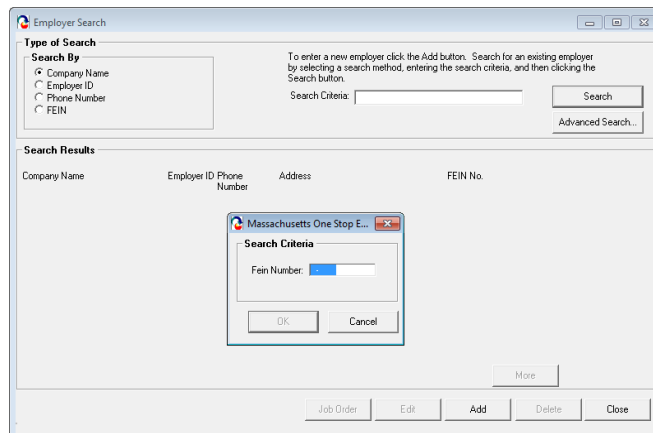 Employer Search
Type of Search
Search By
Company Name
Employer ID
Phone Number
FEIN
To enter a new employer click the Add button. Search for an existing employer
by selecting a search method, entering the search criteria, and then clicking the
Search button.
Search Criteria:
Search
Advanced Search...
Search Results
Company Name
Employer ID
Phone
Number
Address
FEIN No.
Massachusetts One Stop E...
Search Criteria
Fein Number: -
OK
Cancel
More
Job Order
Edit
Add
Delete
Close